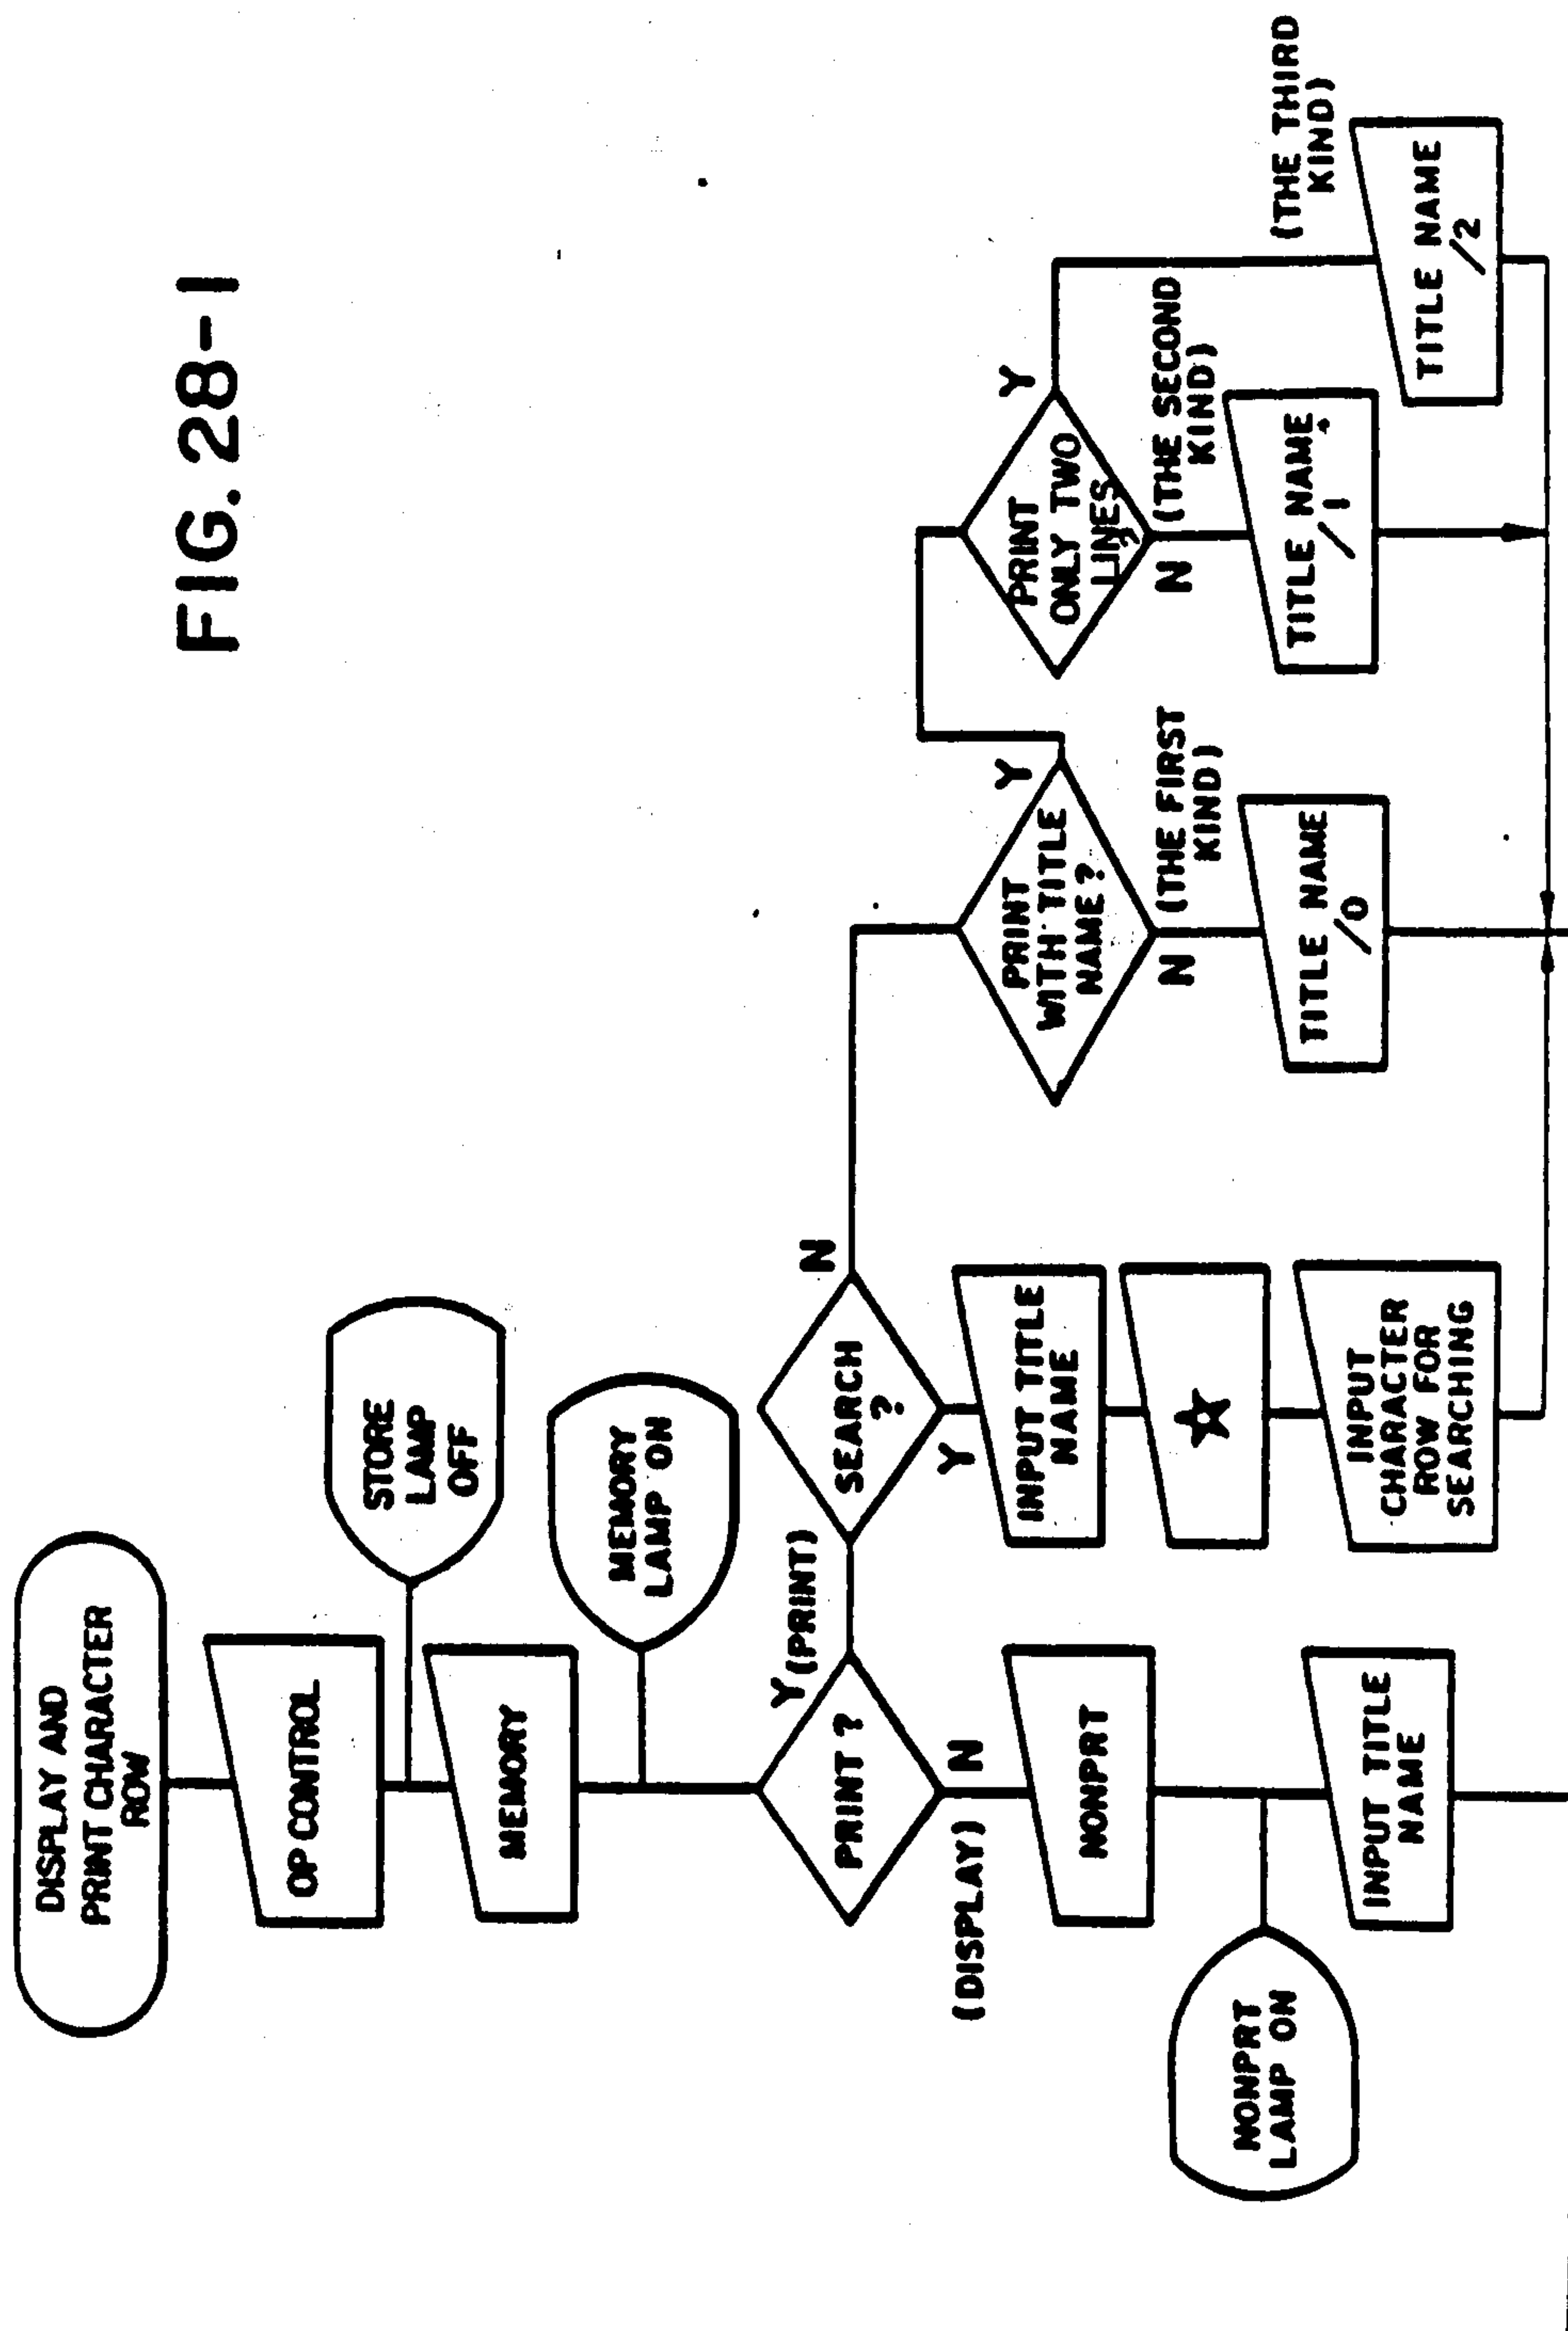 FIG. 28-1
DISPLAY AND
PRINT CHARACTER
ROW
OP CONTROL
STORE
LAMP
OFF
MEMORY
MEMORY
LAMP ON
PRINT ?
Y (PRINT)
N
(DISPLAY)
NONPRT
NONPRT
LAMP ON
INPUT TITLE
NAME
SEARCH
?
N
Y
INPUT TITLE
NAME
☆
INPUT
CHARACTER
ROW FOR
SEARCHING
PRINT
WITH TITLE
NAME ?
Y
N
(THE FIRST
KIND)
TITLE NAME
/0
PRINT
ONLY TWO
LINES?
Y
N
(THE SECOND
KIND)
TITLE NAME
/1
(THE THIRD
KIND)
TITLE NAME
/2